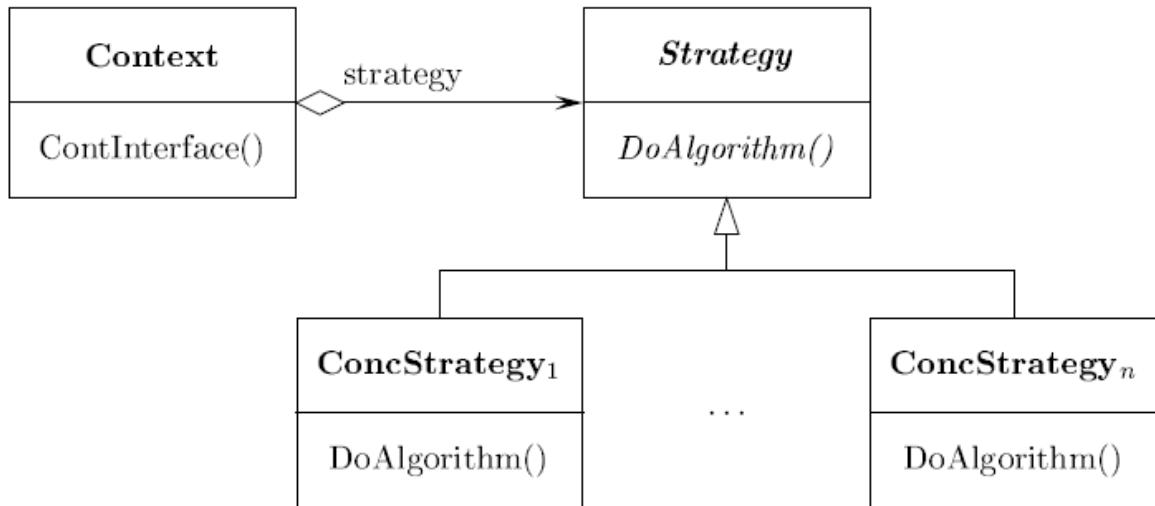 Context
Strategy
strategy
ContInterface()
DoAlgorithm()
ConcStrategy₁
ConcStrategyₙ
...
DoAlgorithm()
DoAlgorithm()